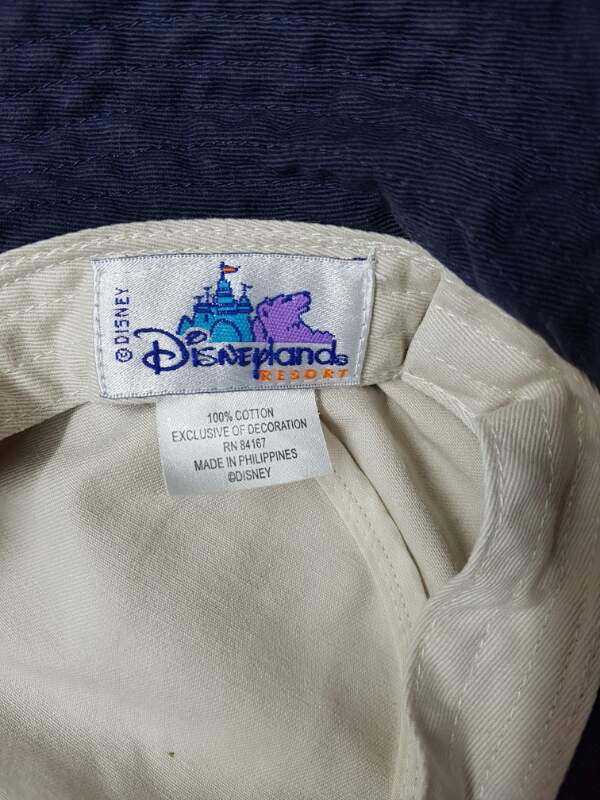 © DISNEY
Disneyland®
RESORT
100% COTTON
EXCLUSIVE OF DECORATION
RN 84167
MADE IN PHILIPPINES
©DISNEY